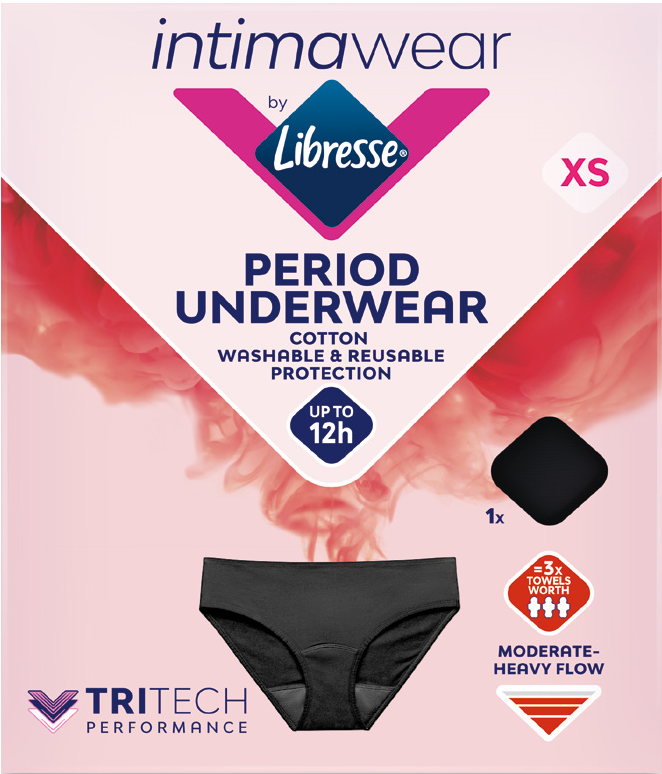 intimawear
by
Libresse®
XS
PERIOD
UNDERWEAR
COTTON
WASHABLE & REUSABLE
PROTECTION
UP TO
12h
1x
=3x
TOWELS
WORTH
MODERATE-
HEAVY FLOW
TRITECH
PERFORMANCE